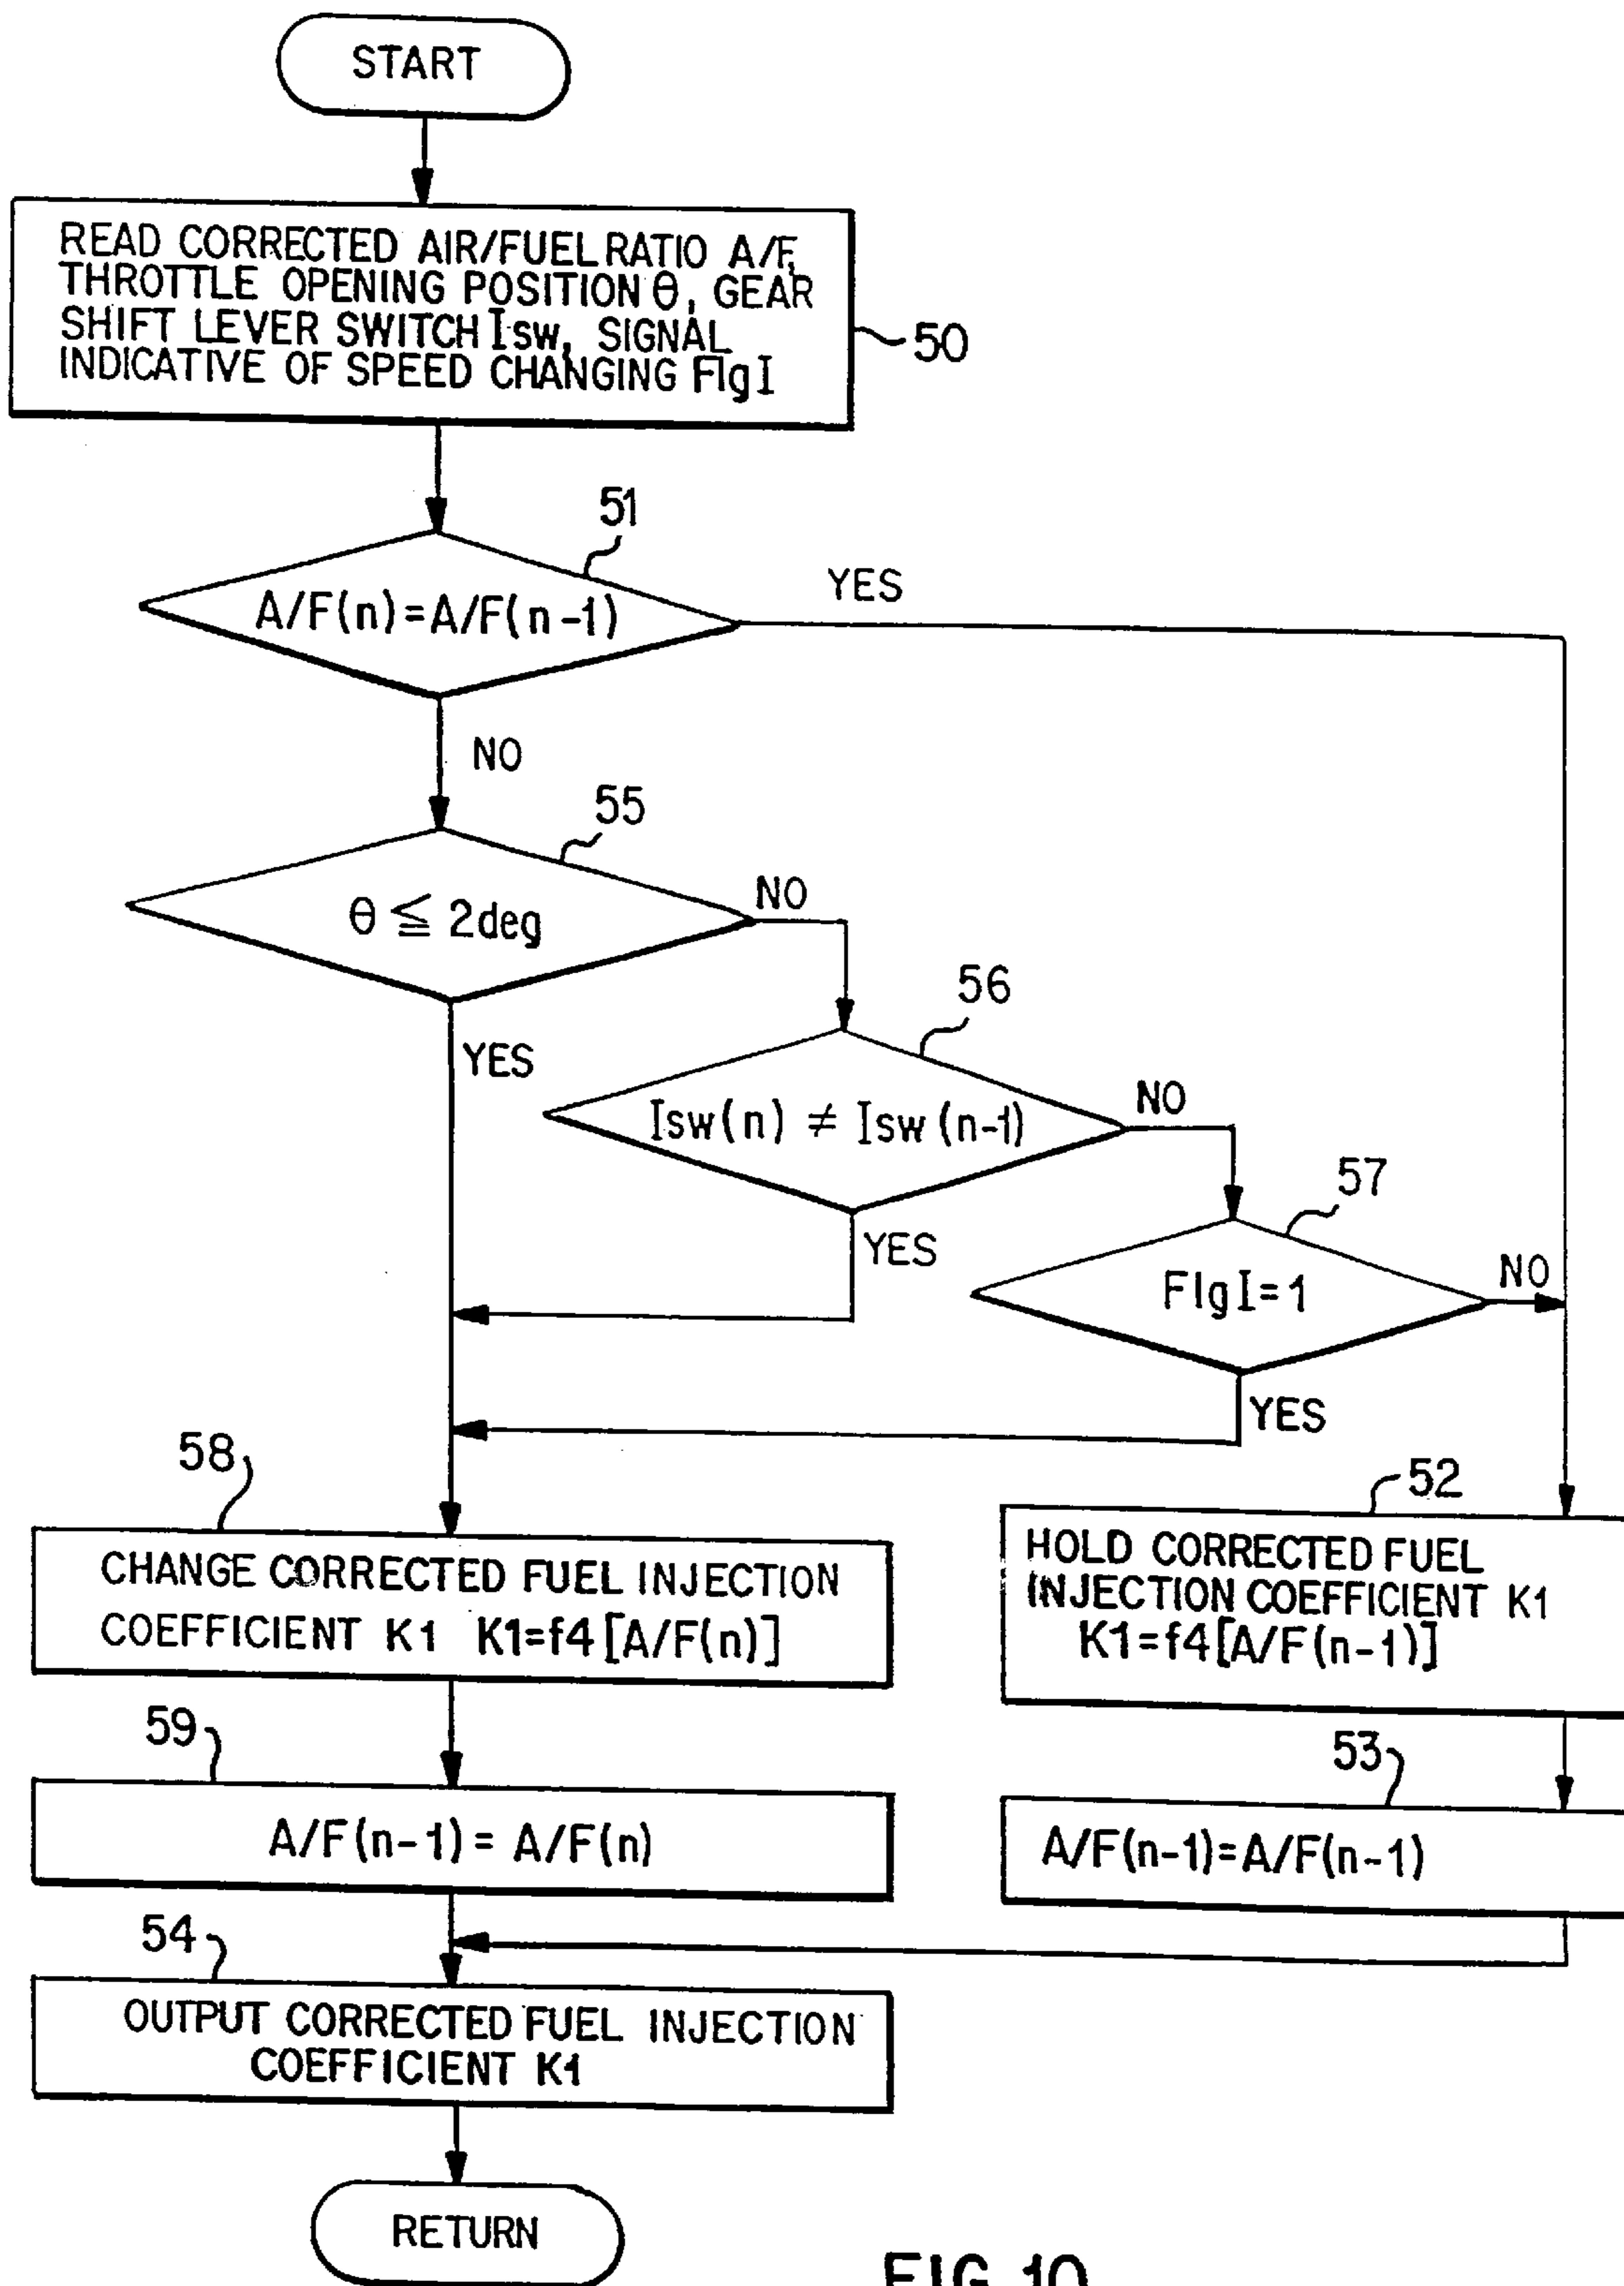 START
READ CORRECTED AIR/FUEL RATIO A/F,
THROTTLE OPENING POSITION θ, GEAR
SHIFT LEVER SWITCH Isw, SIGNAL
INDICATIVE OF SPEED CHANGING FlgI
50
51
A/F(n)=A/F(n-1)
YES
NO
55
θ ≦ 2deg
NO
YES
56
Isw(n) ≠ Isw(n-1)
NO
YES
57
FlgI=1
NO
YES
58
CHANGE CORRECTED FUEL INJECTION
COEFFICIENT K1 K1=f4[A/F(n)]
52
HOLD CORRECTED FUEL
INJECTION COEFFICIENT K1
K1=f4[A/F(n-1)]
59
A/F(n-1)= A/F(n)
53
A/F(n-1)=A/F(n-1)
54
OUTPUT CORRECTED FUEL INJECTION
COEFFICIENT K1
RETURN
FIG. 10